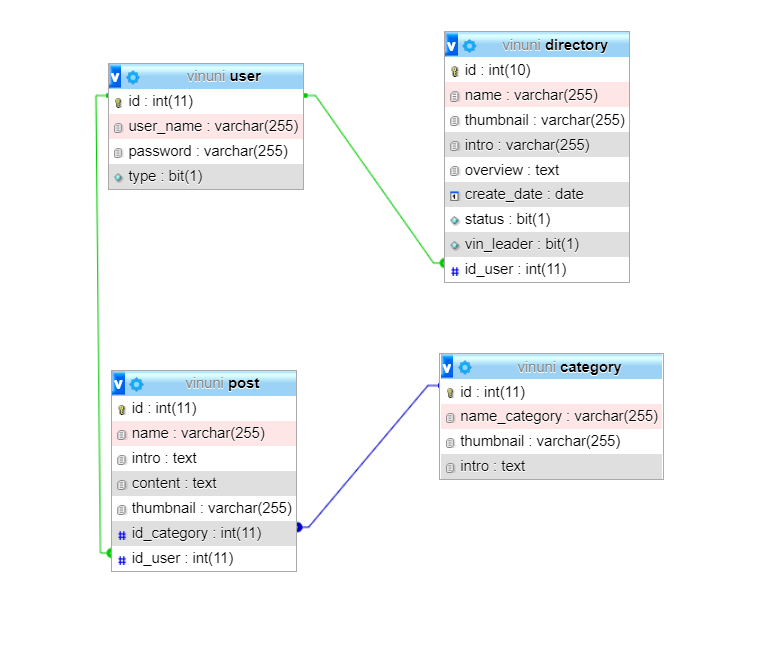 v vinuni user
id : int(11)
user_name : varchar(255)
password : varchar(255)
type : bit(1)
v vinuni directory
id : int(10)
name : varchar(255)
thumbnail : varchar(255)
intro : varchar(255)
overview : text
create_date : date
status : bit(1)
vin_leader : bit(1)
# id_user : int(11)
v vinuni post
id : int(11)
name : varchar(255)
intro : text
content : text
thumbnail : varchar(255)
# id_category : int(11)
# id_user : int(11)
v vinuni category
id : int(11)
name_category : varchar(255)
thumbnail : varchar(255)
intro : text